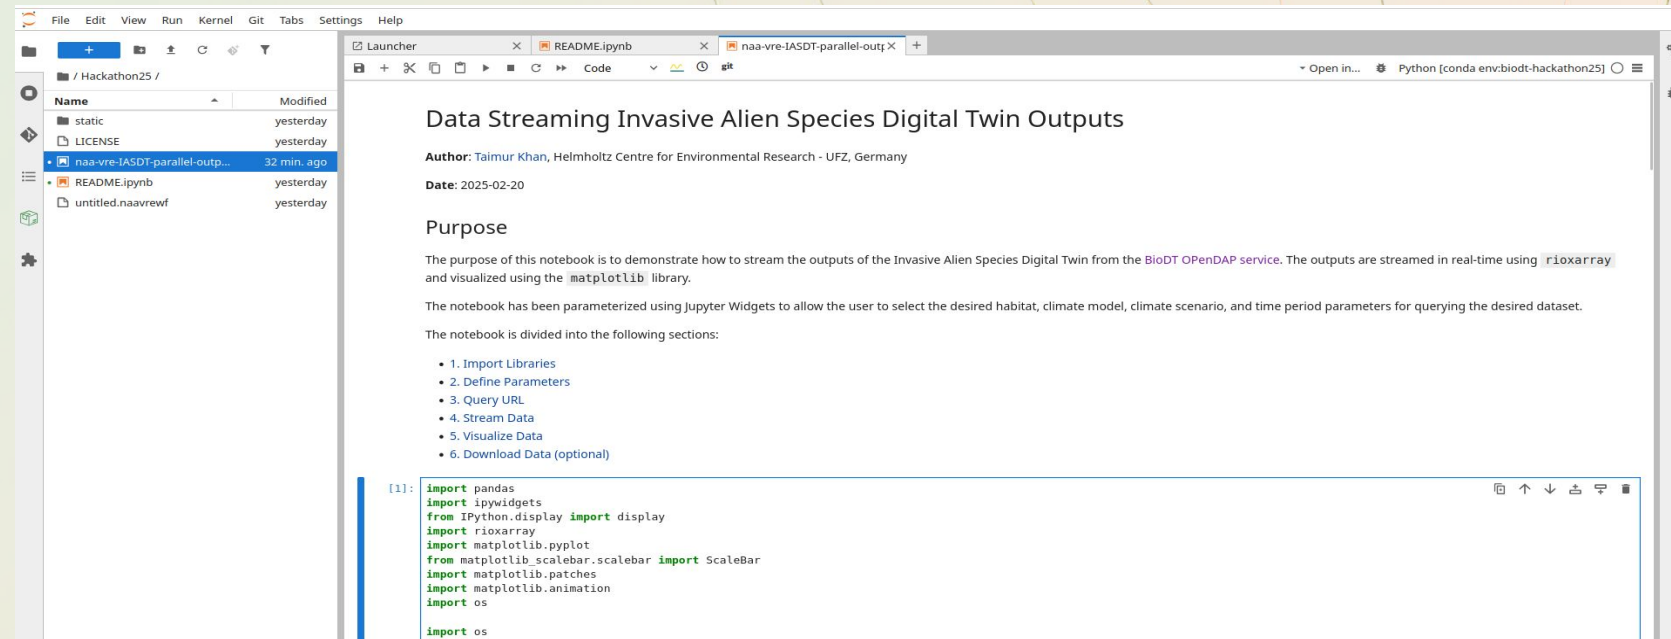 File Edit View Run Kernel Git Tabs Settings Help
/ Hackathon25 /
Name Modified
static yesterday
LICENSE yesterday
naa-vre-IASDT-parallel-outp... 32 min. ago
README.ipynb yesterday
untitled.naavrewf yesterday
Launcher README.ipynb naa-vre-IASDT-parallel-outp
Code git Open in... Python [conda env:biodt-hackathon25]
Data Streaming Invasive Alien Species Digital Twin Outputs
Author: Taimur Khan, Helmholtz Centre for Environmental Research - UFZ, Germany
Date: 2025-02-20
Purpose
The purpose of this notebook is to demonstrate how to stream the outputs of the Invasive Alien Species Digital Twin from the BioDT OPenDAP service. The outputs are streamed in real-time using rioxarray
and visualized using the matplotlib library.
The notebook has been parameterized using Jupyter Widgets to allow the user to select the desired habitat, climate model, climate scenario, and time period parameters for querying the desired dataset.
The notebook is divided into the following sections:
• 1. Import Libraries
• 2. Define Parameters
• 3. Query URL
• 4. Stream Data
• 5. Visualize Data
• 6. Download Data (optional)
[1]: import pandas
import ipywidgets
from IPython.display import display
import rioxarray
import matplotlib.pyplot
from matplotlib_scalebar.scalebar import ScaleBar
import matplotlib.patches
import matplotlib.animation
import os
import os